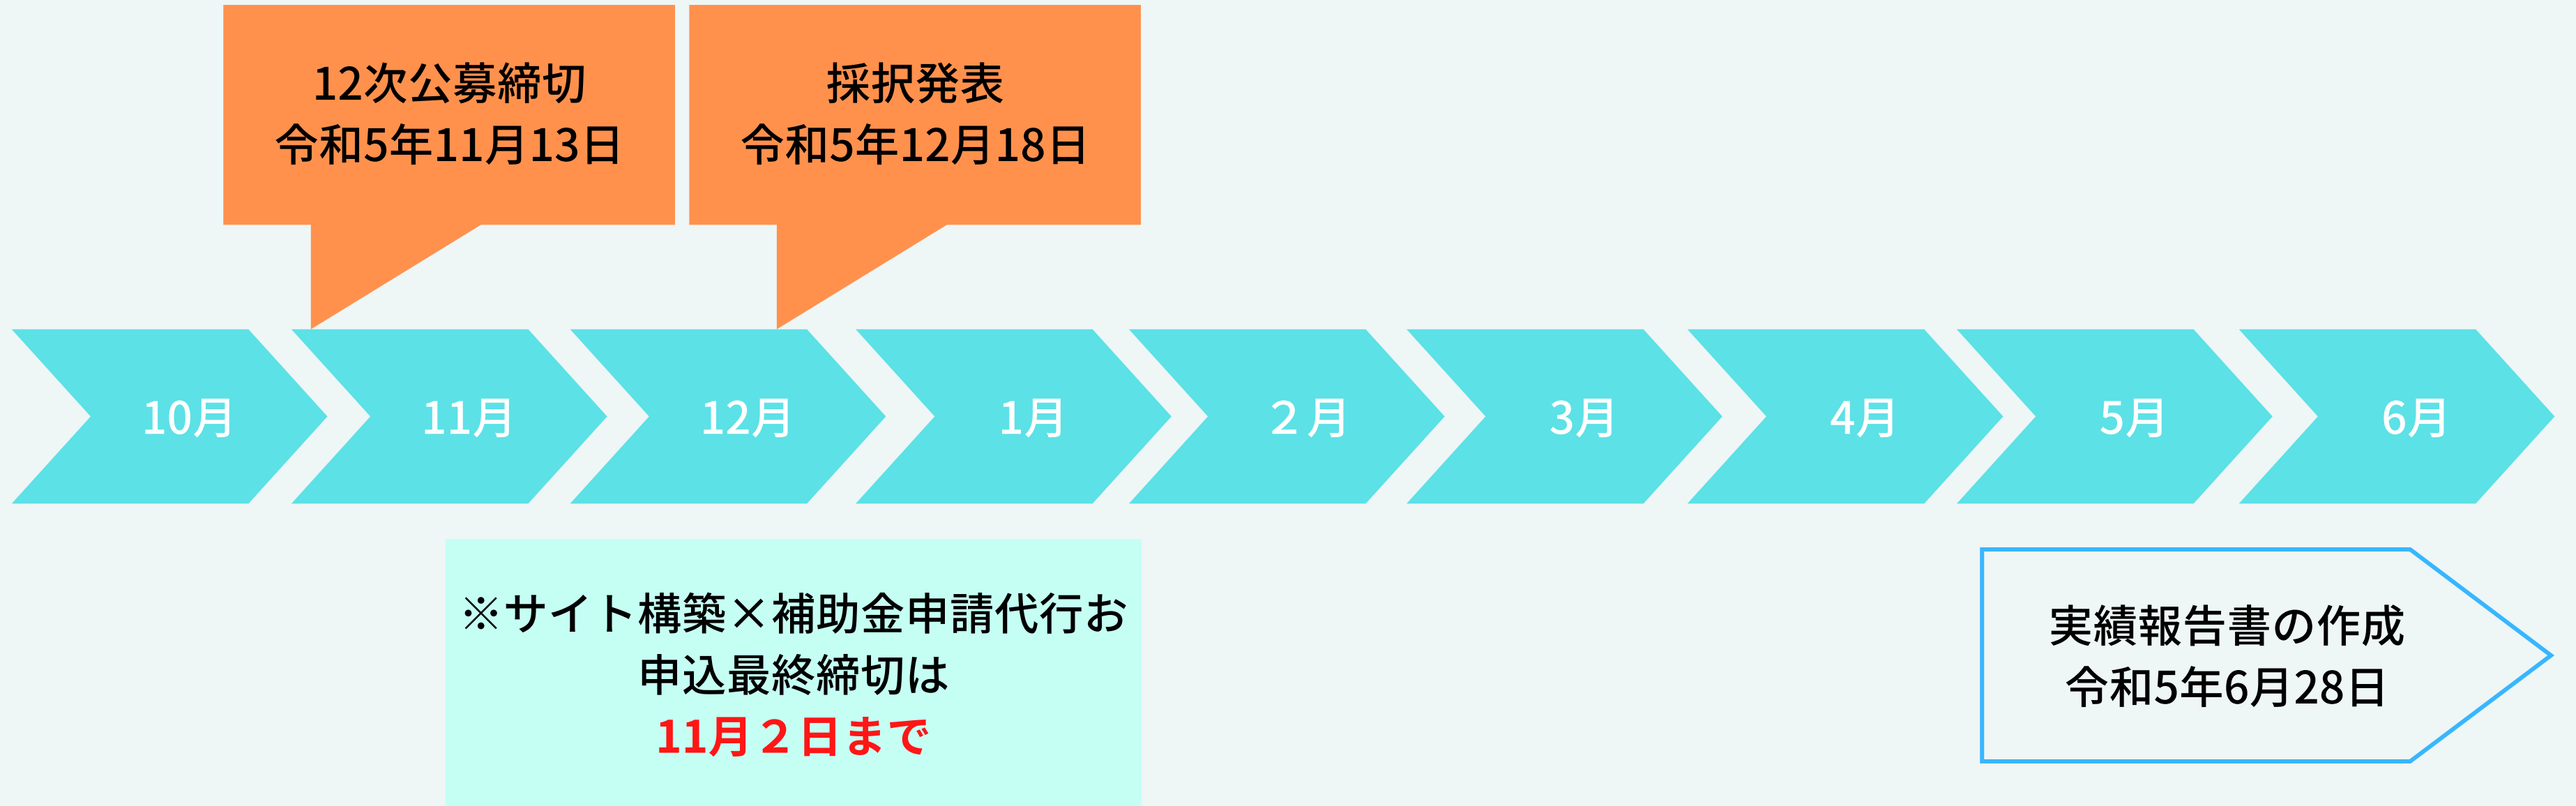 12次公募締切
令和5年11月13日
採択発表
令和5年12月18日
10月
11月
12月
1月
２月
3月
4月
5月
6月
※サイト構築×補助金申請代行お
申込最終締切は
11月２日まで
実績報告書の作成
令和5年6月28日